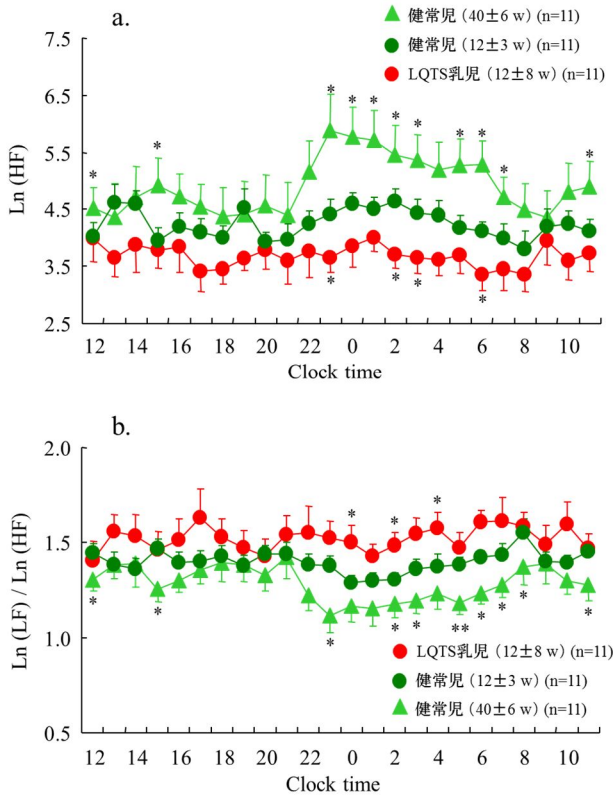 a.
健常児 (40±6 w) (n=11)
健常児 (12±3 w) (n=11)
LQTS乳児 (12±8 w) (n=11)
Ln (HF)
7.5
6.5
5.5
4.5
3.5
2.5
* * * * * * * * * * *
* * * *
12 14 16 18 20 22 0 2 4 6 8 10
Clock time
b.
Ln (LF) / Ln (HF)
2.0
1.5
1.0
0.5
* * *
* * * * * ** * * * *
LQTS乳児 (12±8 w) (n=11)
健常児 (12±3 w) (n=11)
健常児 (40±6 w) (n=11)
12 14 16 18 20 22 0 2 4 6 8 10
Clock time